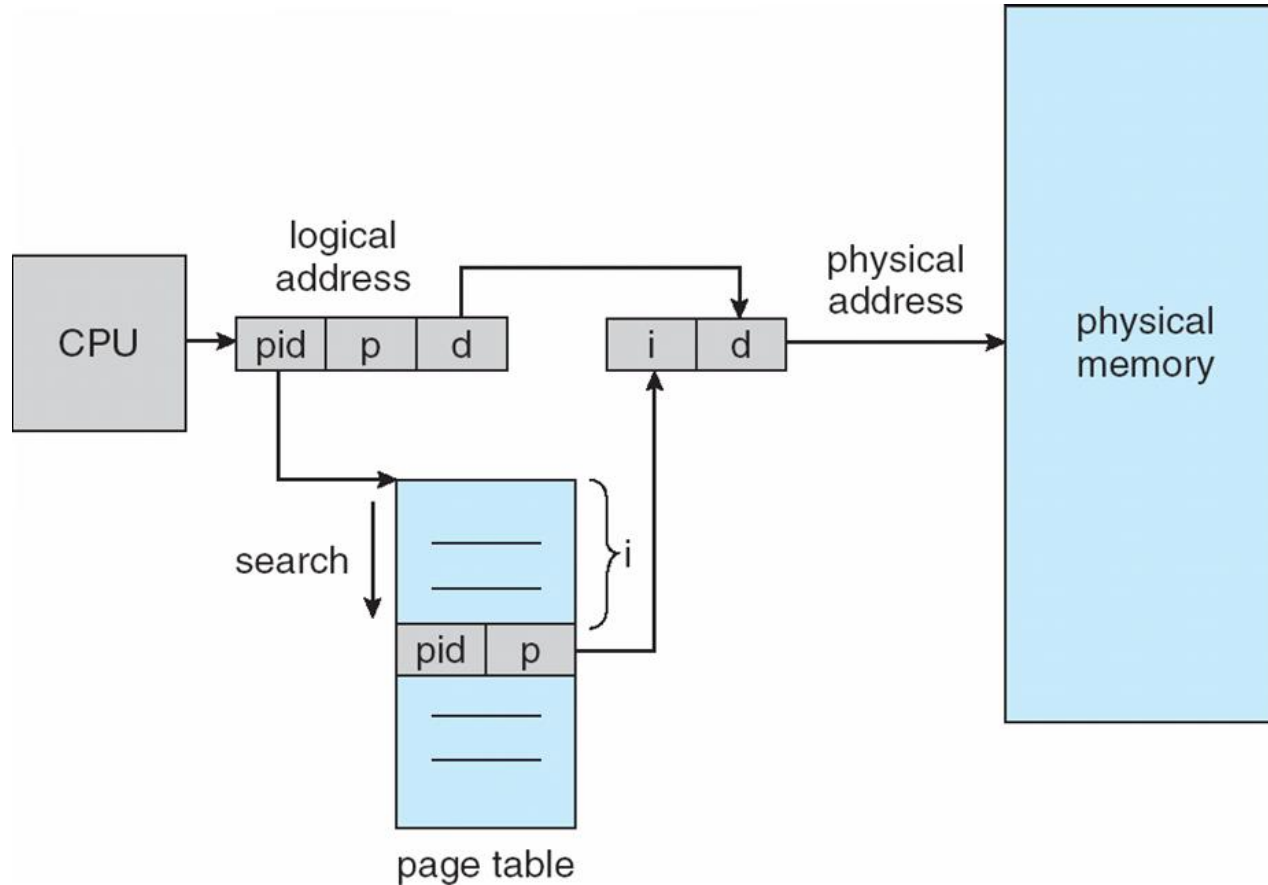 logical
address
CPU
pid p d
i d
physical
address
physical
memory
search
i
pid p
page table